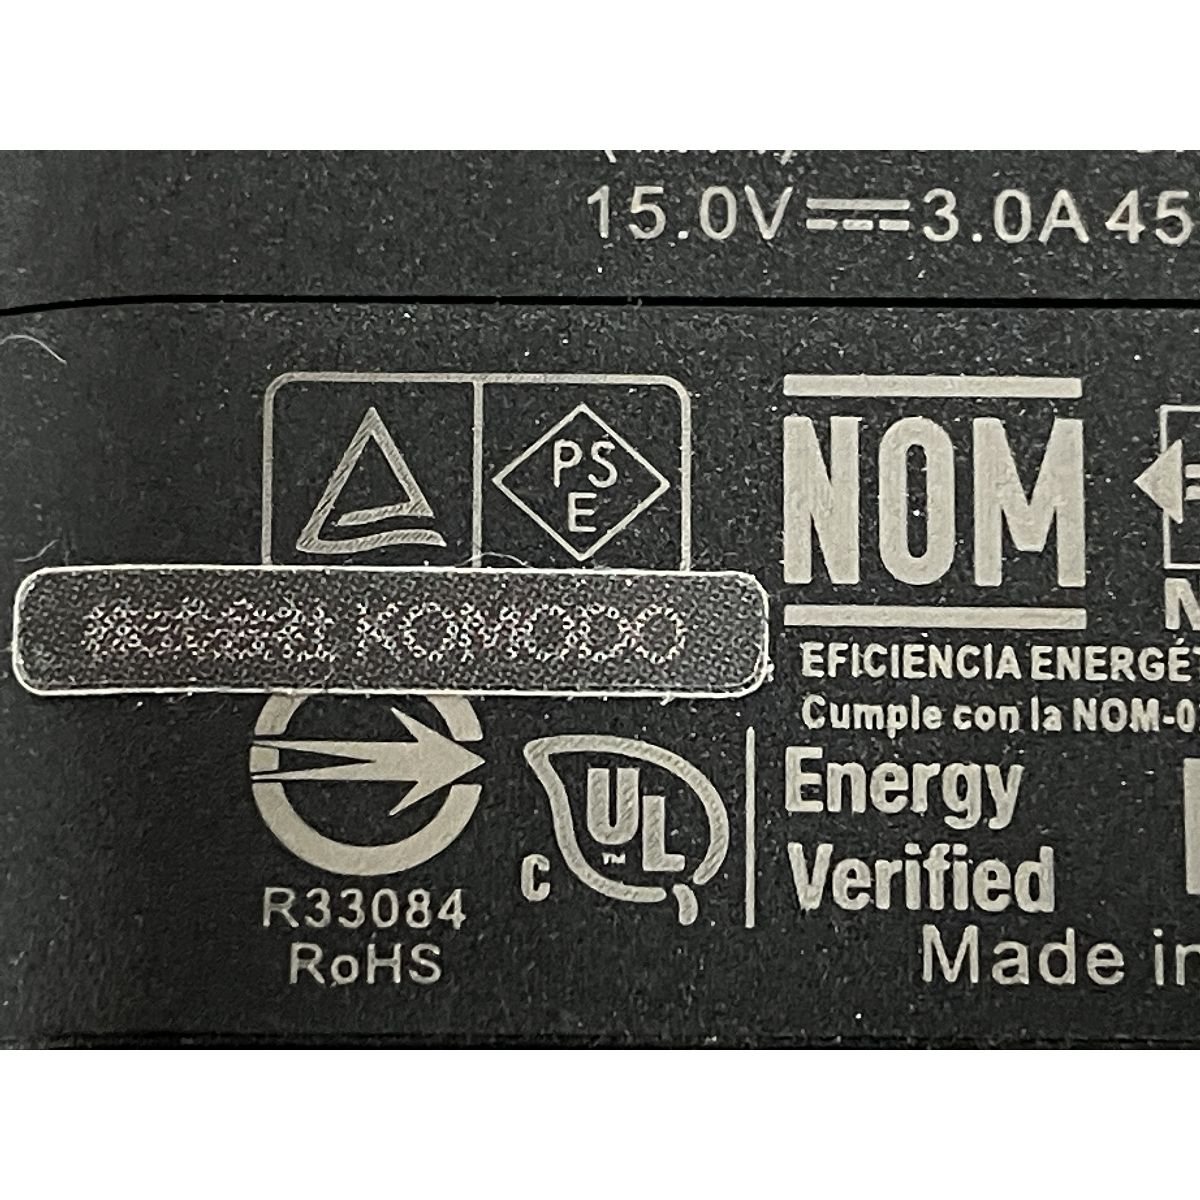 15.0V⎓3.0A 45
PS
E
NOM
KOMODO
EFICIENCIA ENERGÉT
Cumple con la NOM-0
UL
™
C
Energy
Verified
R33084
RoHS
Made in